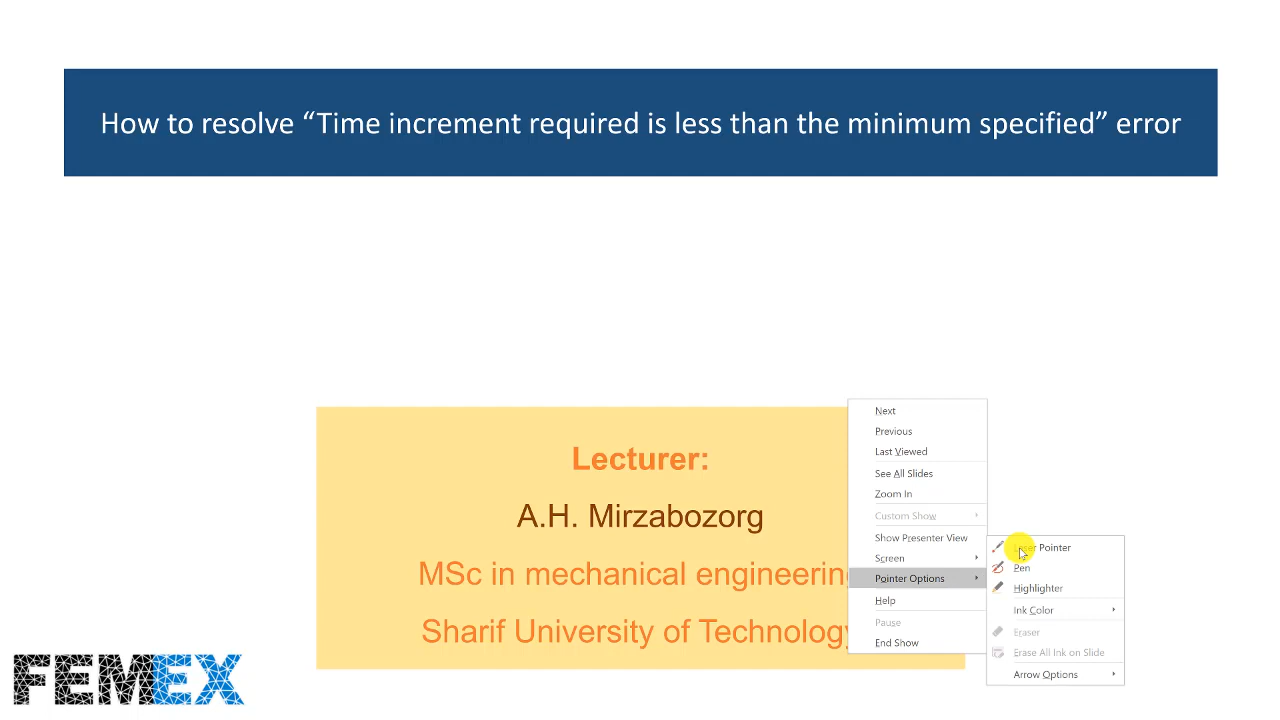 How to resolve “Time increment required is less than the minimum specified” error
Lecturer:
A.H. Mirzabozorg
MSc in mechanical engineering
Sharif University of Technology
Next
Previous
Last Viewed
See All Slides
Zoom In
Custom Show
Show Presenter View
Screen
Pointer Options
Help
Pause
End Show
Laser Pointer
Pen
Highlighter
Ink Color
Eraser
Erase All Ink on Slide
Arrow Options
FEMEX